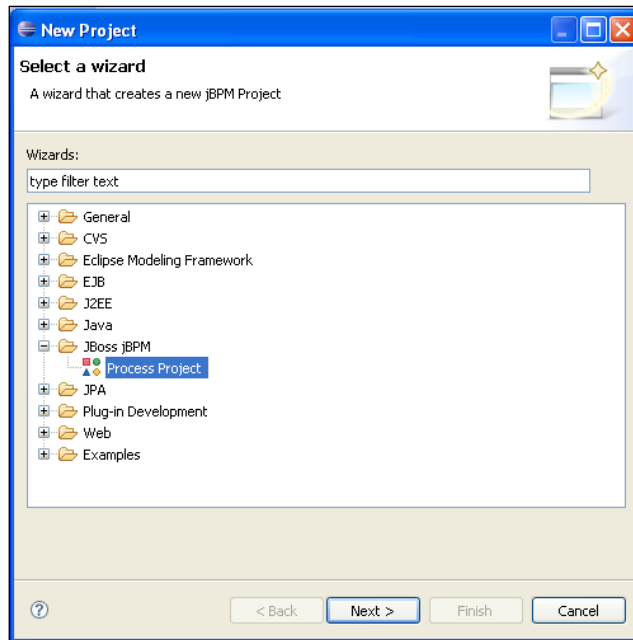 New Project
Select a wizard
A wizard that creates a new jBPM Project
Wizards:
type filter text
General
CVS
Eclipse Modeling Framework
EJB
J2EE
Java
JBoss jBPM
Process Project
JPA
Plug-in Development
Web
Examples
< Back Next > Finish Cancel